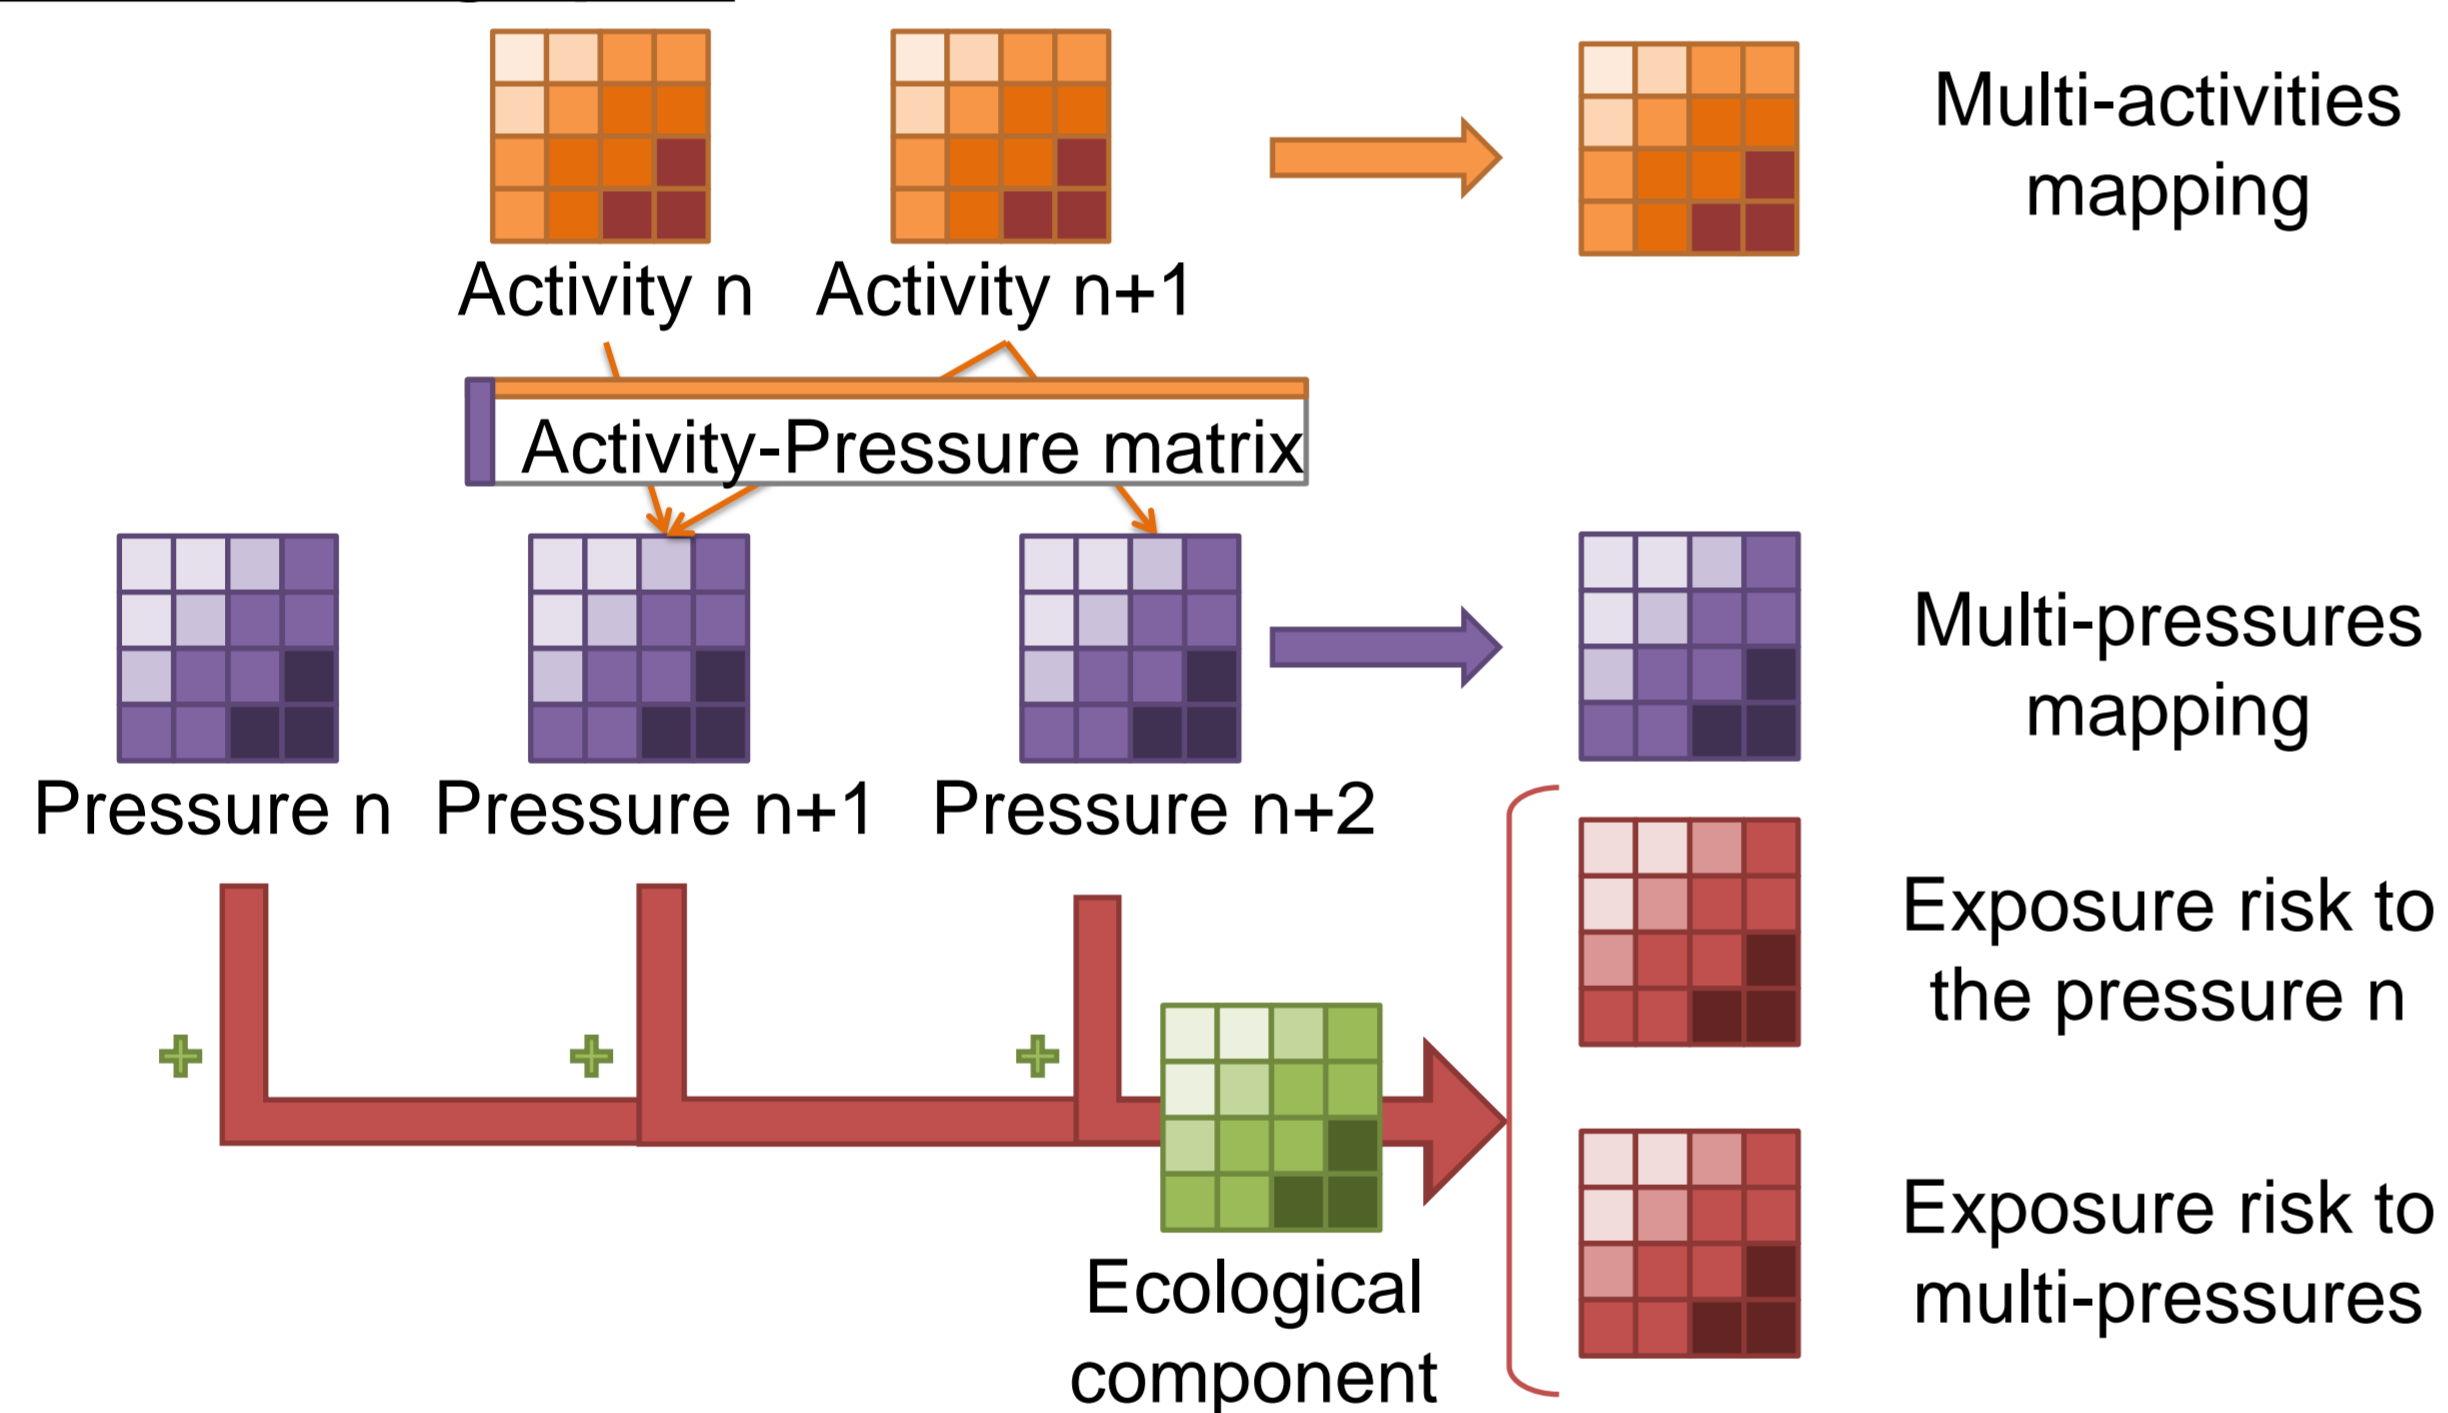 Activity n
Activity n+1
Multi-activities
mapping
Activity-Pressure matrix
Pressure n
Pressure n+1
Pressure n+2
Multi-pressures
mapping
Exposure risk to
the pressure n
Ecological
component
Exposure risk to
multi-pressures